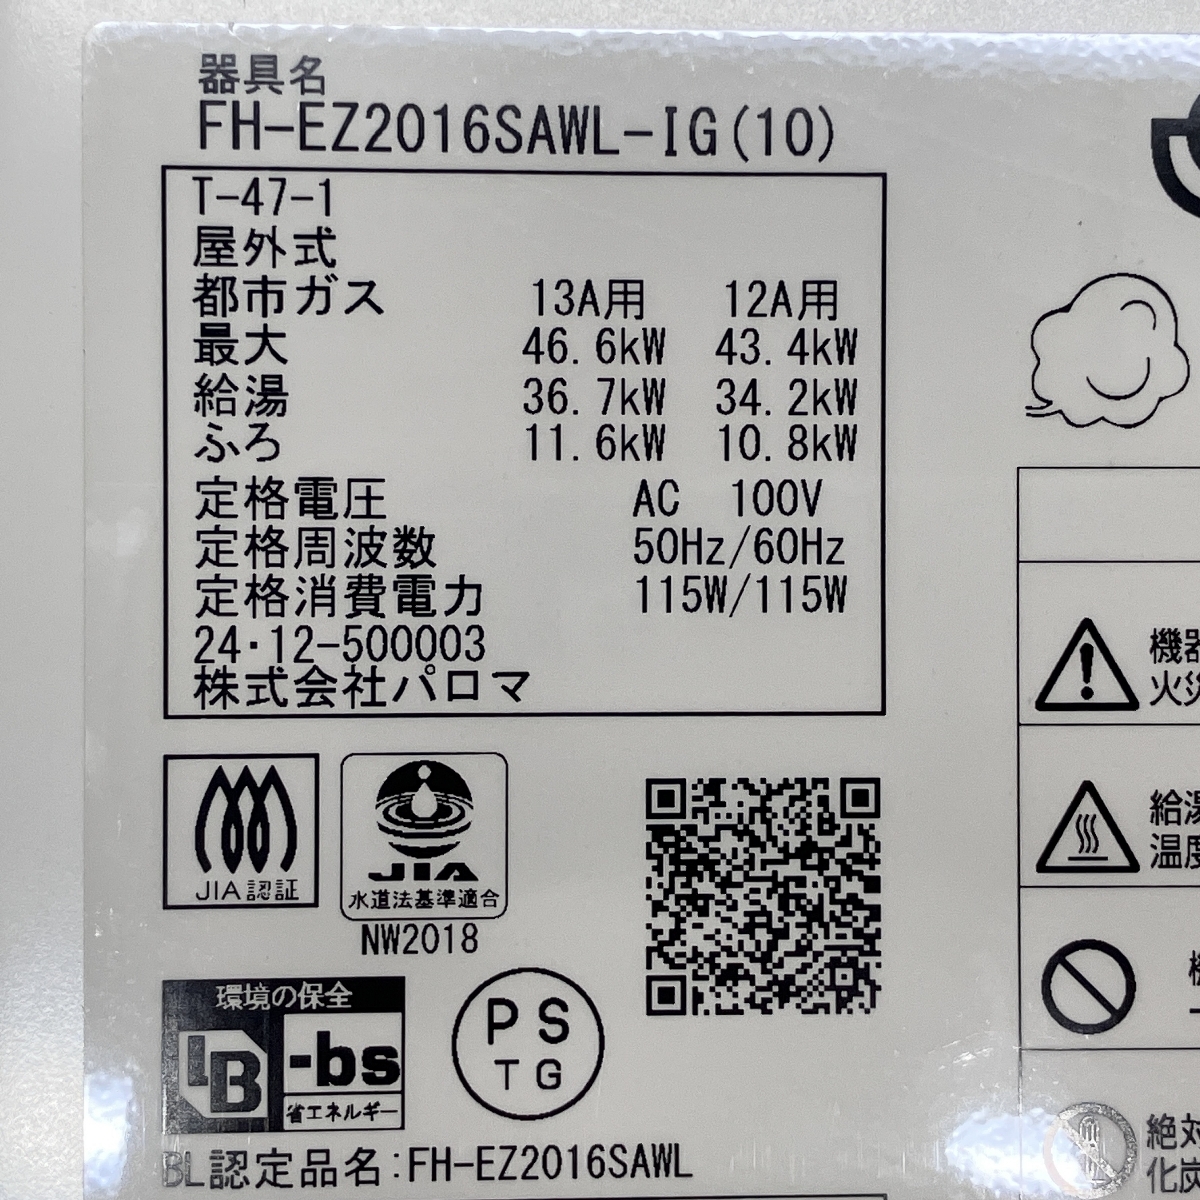 器具名
FH-EZ2016SAWL-IG(10)
T-47-1
屋外式
都市ガス 13A用 12A用
最大 46.6kW 43.4kW
給湯 36.7kW 34.2kW
ふろ 11.6kW 10.8kW
定格電圧 AC 100V
定格周波数 50Hz/60Hz
定格消費電力 115W/115W
24・12-500003
株式会社パロマ
JIA認証
JIA
水道法基準適合
NW2018
環境の保全
LB -bs
省エネルギー
PS
TG
BL認定品名:FH-EZ2016SAWL
機器
火災
給湯
温度
絶対
化炭